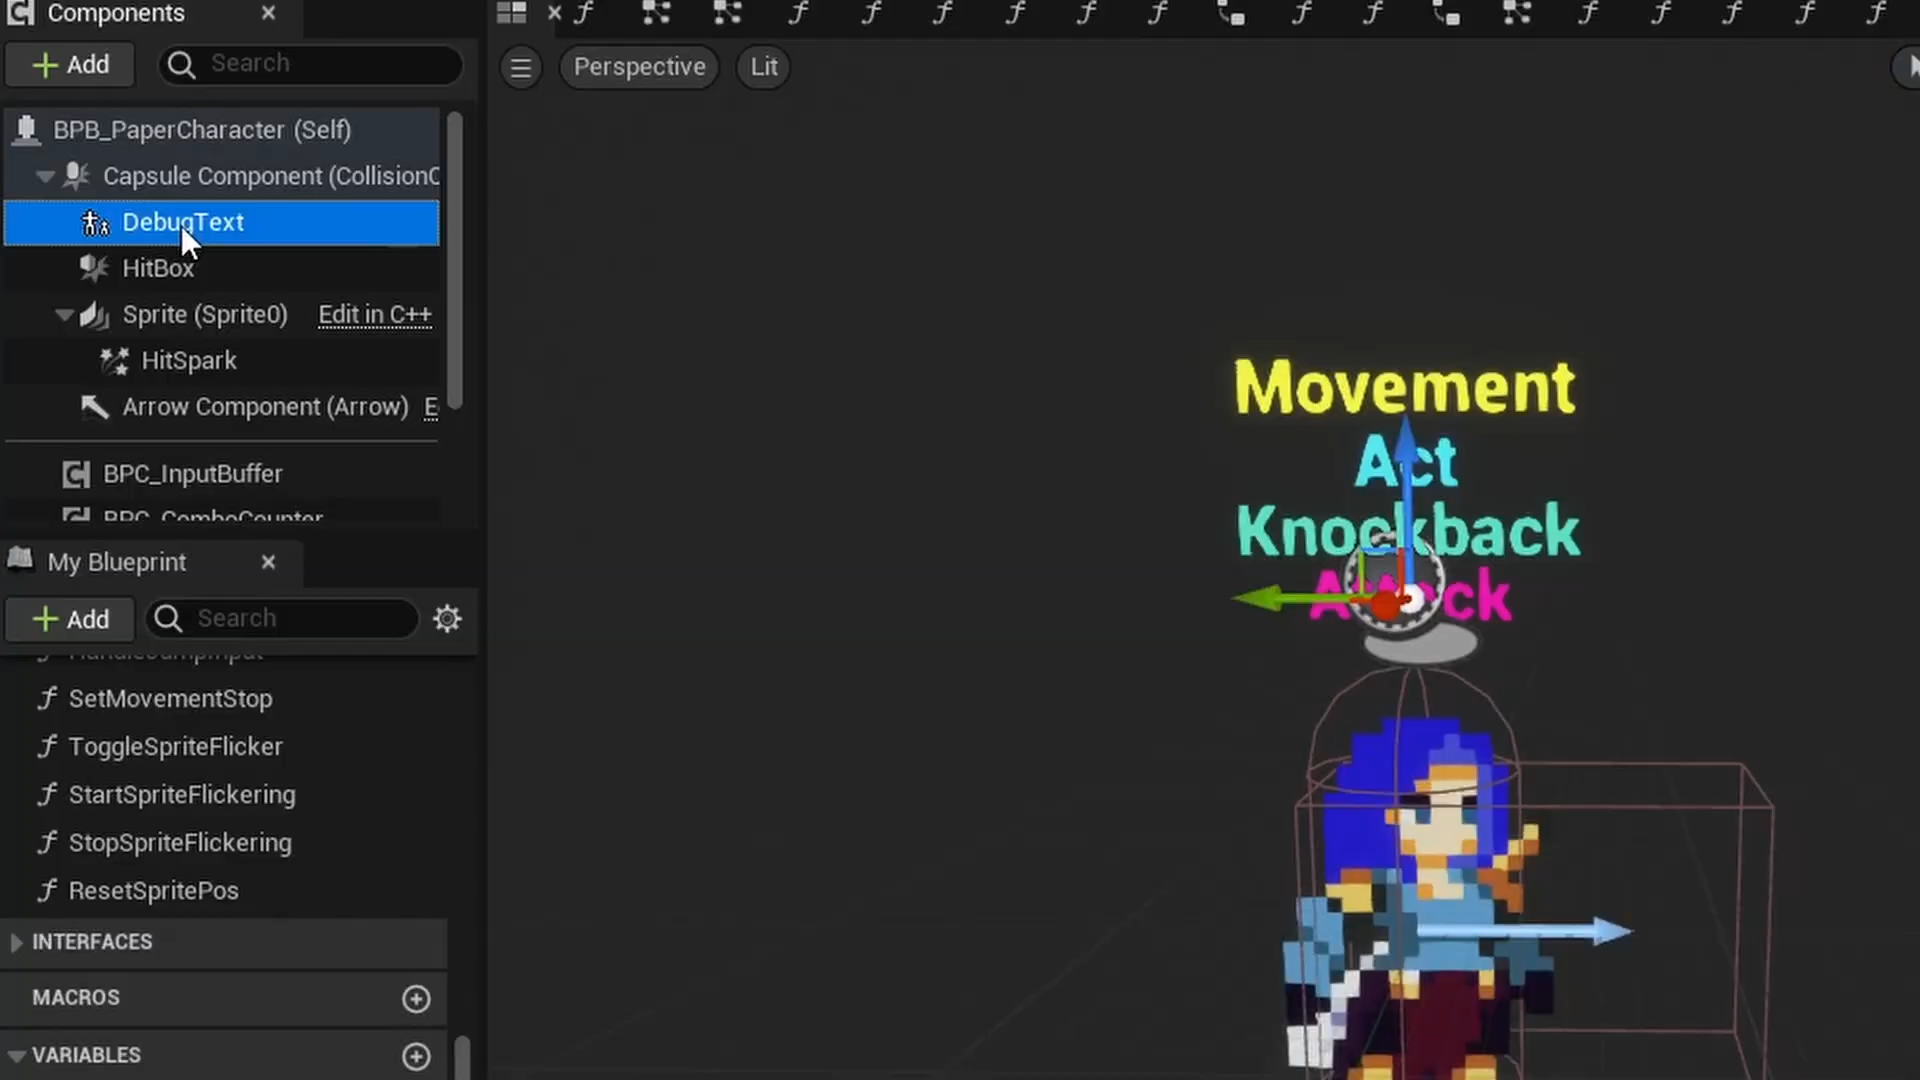 Components
Add
Search
BPB_PaperCharacter (Self)
Capsule Component (CollisionC
DebugText
HitBox
Sprite (Sprite0) Edit in C++
HitSpark
Arrow Component (Arrow) E
BPC_InputBuffer
BPC_ComboCounter
My Blueprint
Add
Search
HandleJumpInput
SetMovementStop
ToggleSpriteFlicker
StartSpriteFlickering
StopSpriteFlickering
ResetSpritePos
INTERFACES
MACROS
VARIABLES
Perspective
Lit
Movement
Act
Knockback
Attack